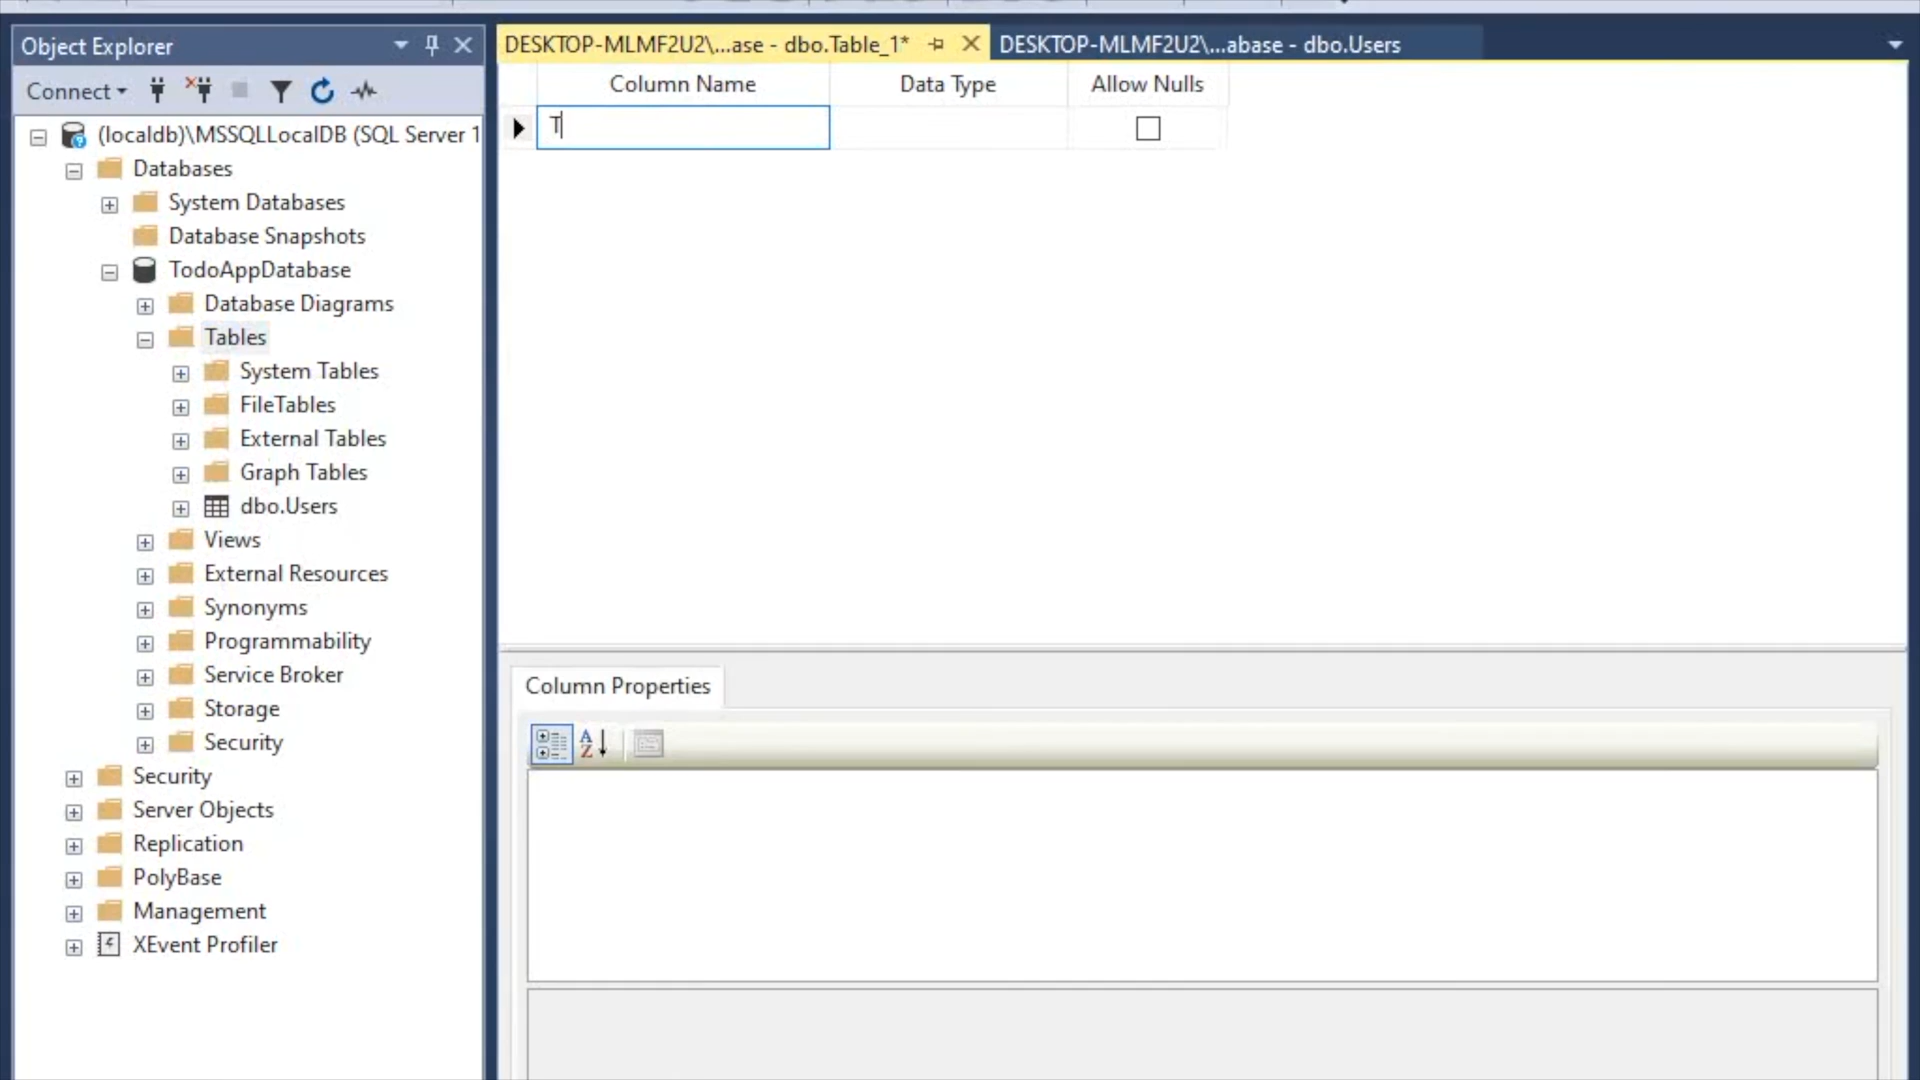 Object Explorer
Connect
(localdb)\MSSQLLocalDB (SQL Server 1
Databases
System Databases
Database Snapshots
TodoAppDatabase
Database Diagrams
Tables
System Tables
FileTables
External Tables
Graph Tables
dbo.Users
Views
External Resources
Synonyms
Programmability
Service Broker
Storage
Security
Security
Server Objects
Replication
PolyBase
Management
XEvent Profiler
DESKTOP-MLMF2U2\...ase - dbo.Table_1*
DESKTOP-MLMF2U2\...abase - dbo.Users
Column Name Data Type Allow Nulls
T
Column Properties